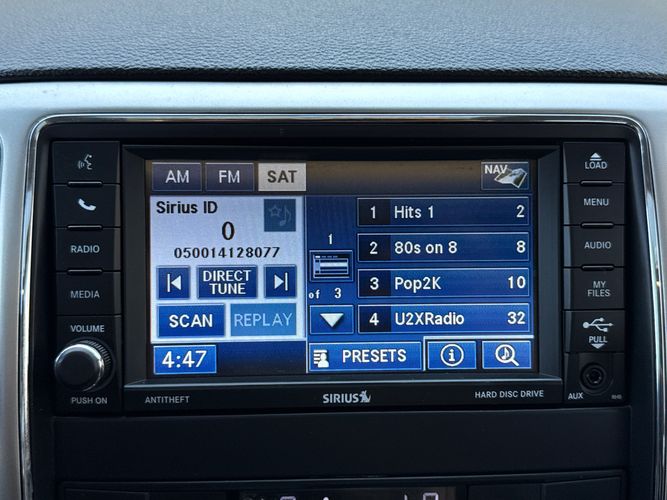 LOAD
RADIO
MEDIA
VOLUME
PUSH ON
AM FM SAT NAV
Sirius ID
0
050014128077
DIRECT
TUNE
SCAN REPLAY
4:47
1
of 3
1 Hits 1 2
2 80s on 8 8
3 Pop2K 10
4 U2XRadio 32
PRESETS
i
MENU
AUDIO
MY
FILES
PULL
AUX RHB
ANTITHEFT SIRIUS HARD DISC DRIVE